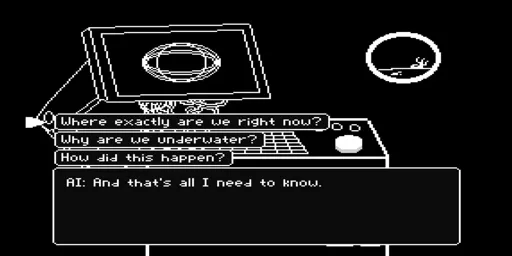 Where exactly are we right now?
Why are we underwater?
How did this happen?
AI: And that's all I need to know.